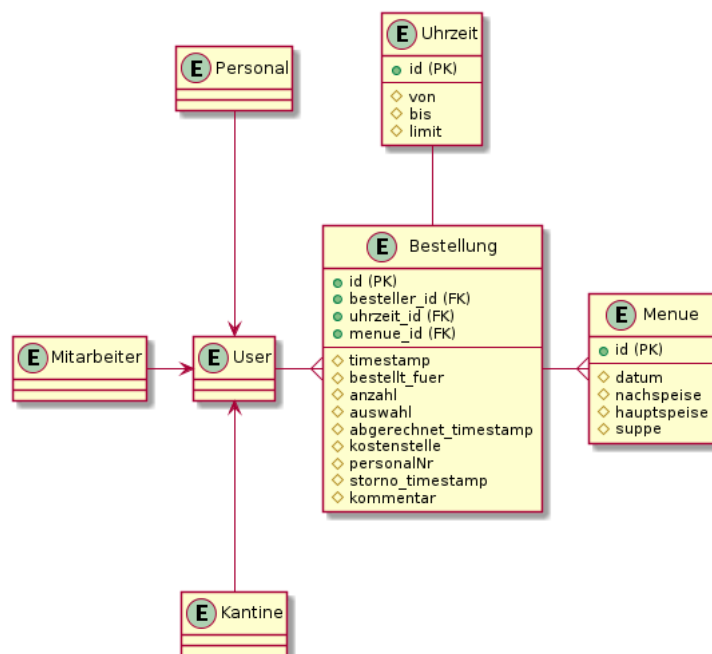 E Uhrzeit
id (PK)
von
bis
limit
E Personal
E Bestellung
id (PK)
besteller_id (FK)
uhrzeit_id (FK)
menue_id (FK)
timestamp
bestellt_fuer
anzahl
auswahl
abgerechnet_timestamp
kostenstelle
personalNr
storno_timestamp
kommentar
E Menue
id (PK)
datum
nachspeise
hauptspeise
suppe
E Mitarbeiter
E User
E Kantine